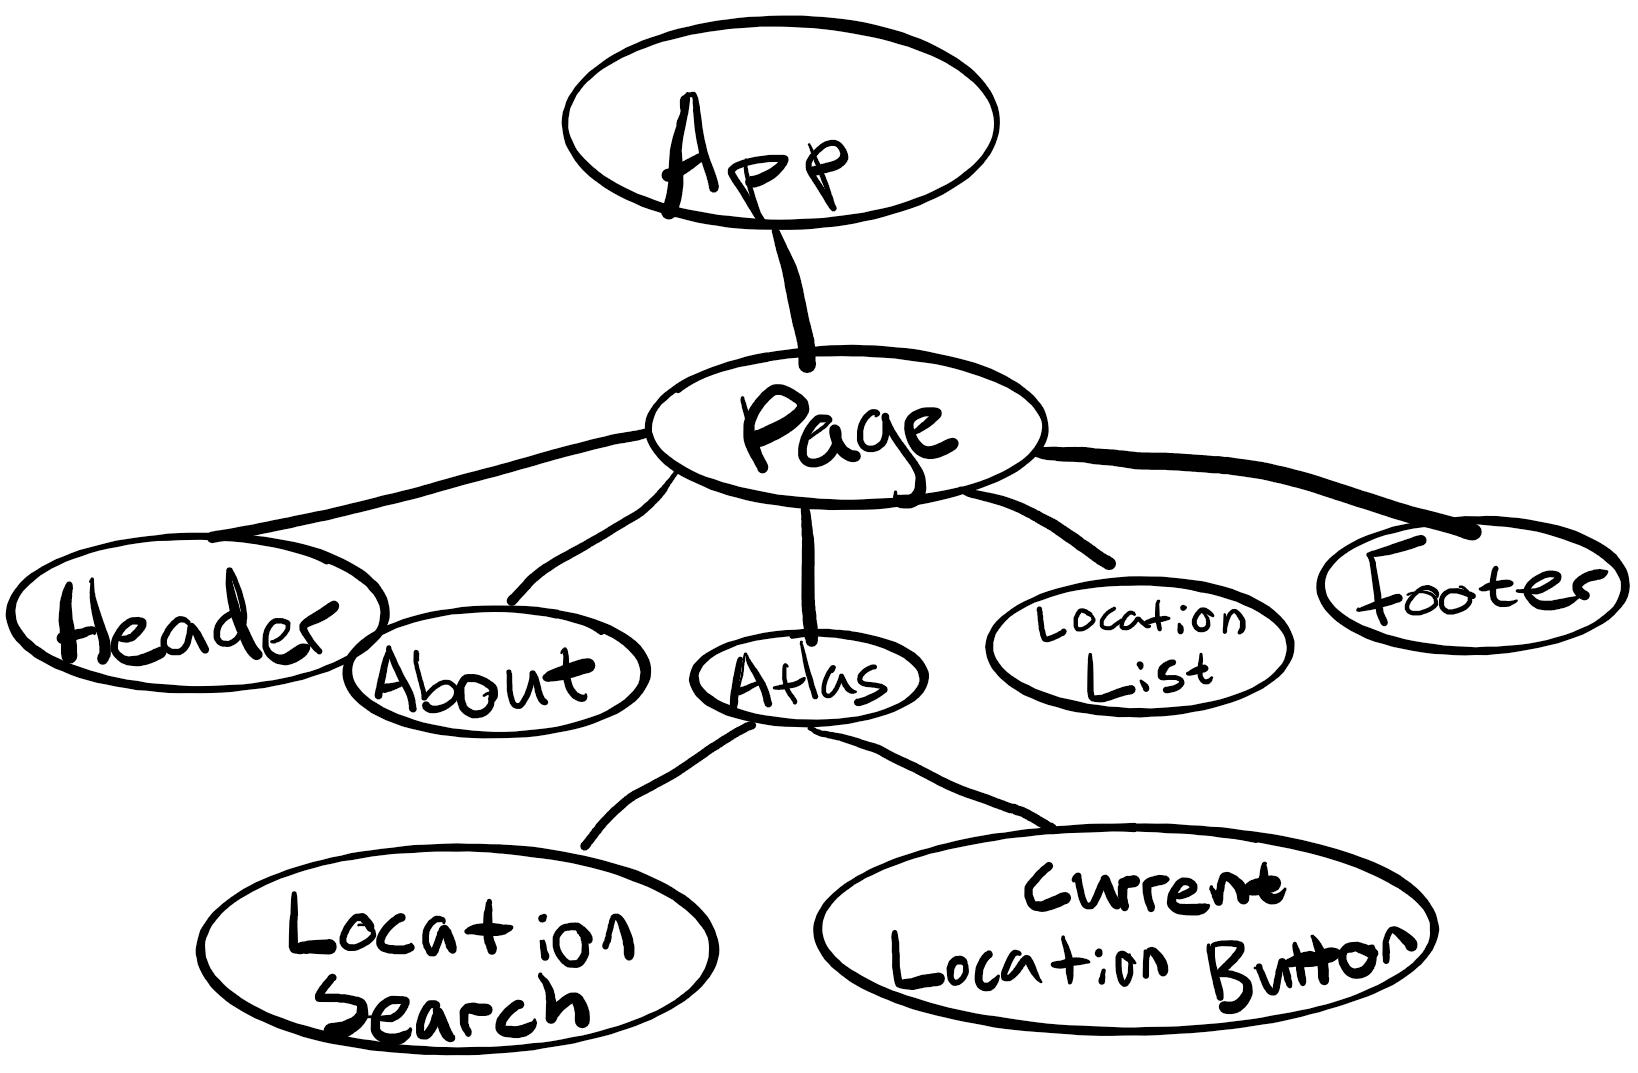 App
Page
Header
About
Atlas
Location
List
Footer
Location
Search
Current
Location Button